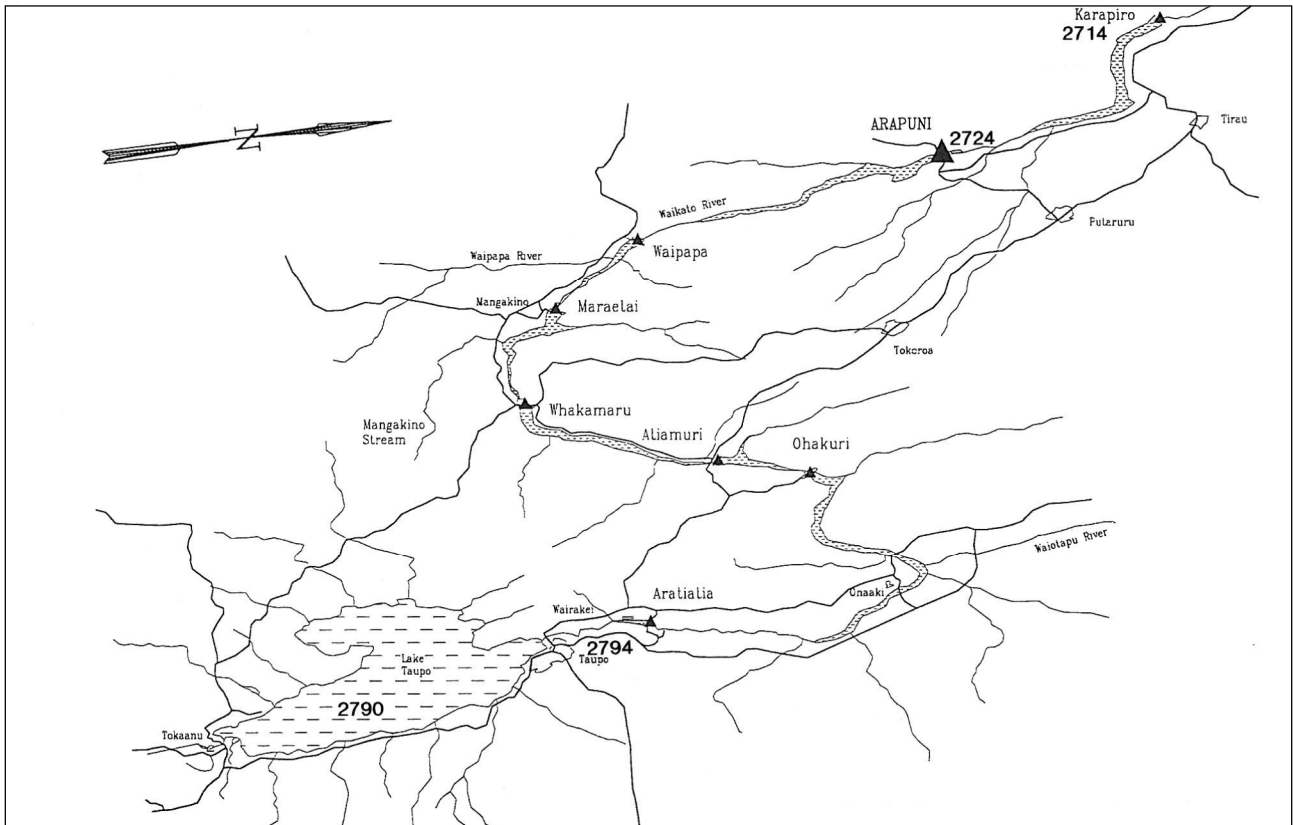 Karapiro
2714
N
ARAPUNI
2724
Tirau
Putaruru
Waikato River
Waipapa
Waipapa River
Mangakino
Maraetai
Tokoroa
Whakamaru
Mangakino
Stream
Atiamuri
Ohakuri
Waiotapu River
Ohaaki
Aratiatia
Wairakei
2794
Taupo
Lake
Taupo
2790
Tokaanu